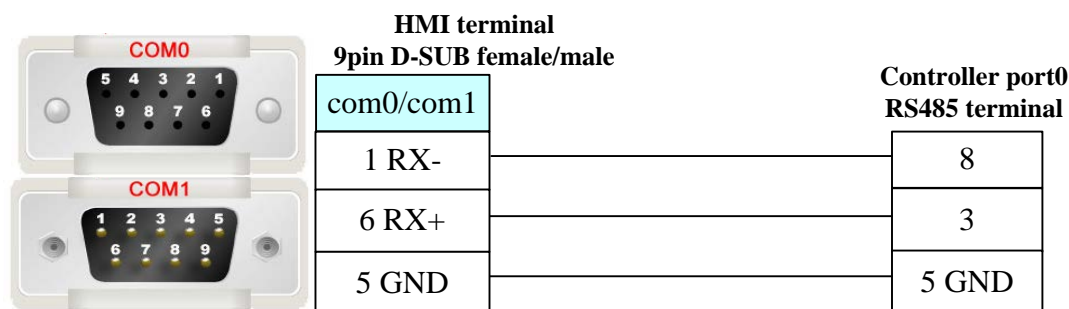 COM0
5 4 3 2 1
9 8 7 6
COM1
1 2 3 4 5
6 7 8 9
HMI terminal
9pin D-SUB female/male
com0/com1
1 RX-
6 RX+
5 GND
Controller port0
RS485 terminal
8
3
5 GND